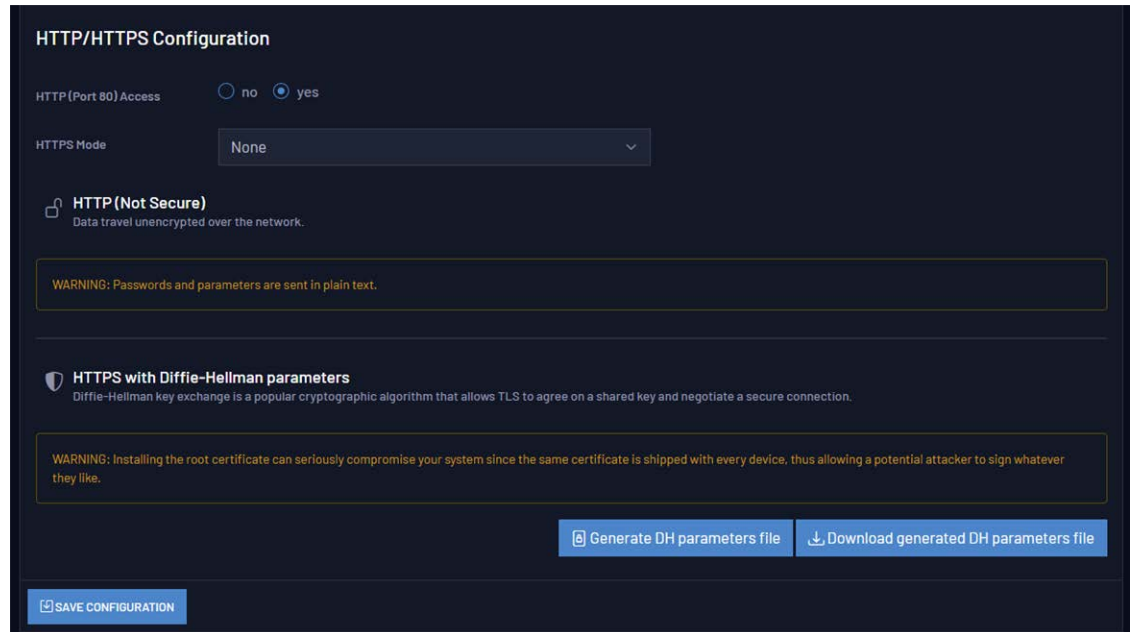 HTTP/HTTPS Configuration
HTTP (Port 80) Access no yes
HTTPS Mode None
HTTP (Not Secure)
Data travel unencrypted over the network.
WARNING: Passwords and parameters are sent in plain text.
HTTPS with Diffie-Hellman parameters
Diffie-Hellman key exchange is a popular cryptographic algorithm that allows TLS to agree on a shared key and negotiate a secure connection.
WARNING: Installing the root certificate can seriously compromise your system since the same certificate is shipped with every device, thus allowing a potential attacker to sign whatever
they like.
Generate DH parameters file Download generated DH parameters file
SAVE CONFIGURATION